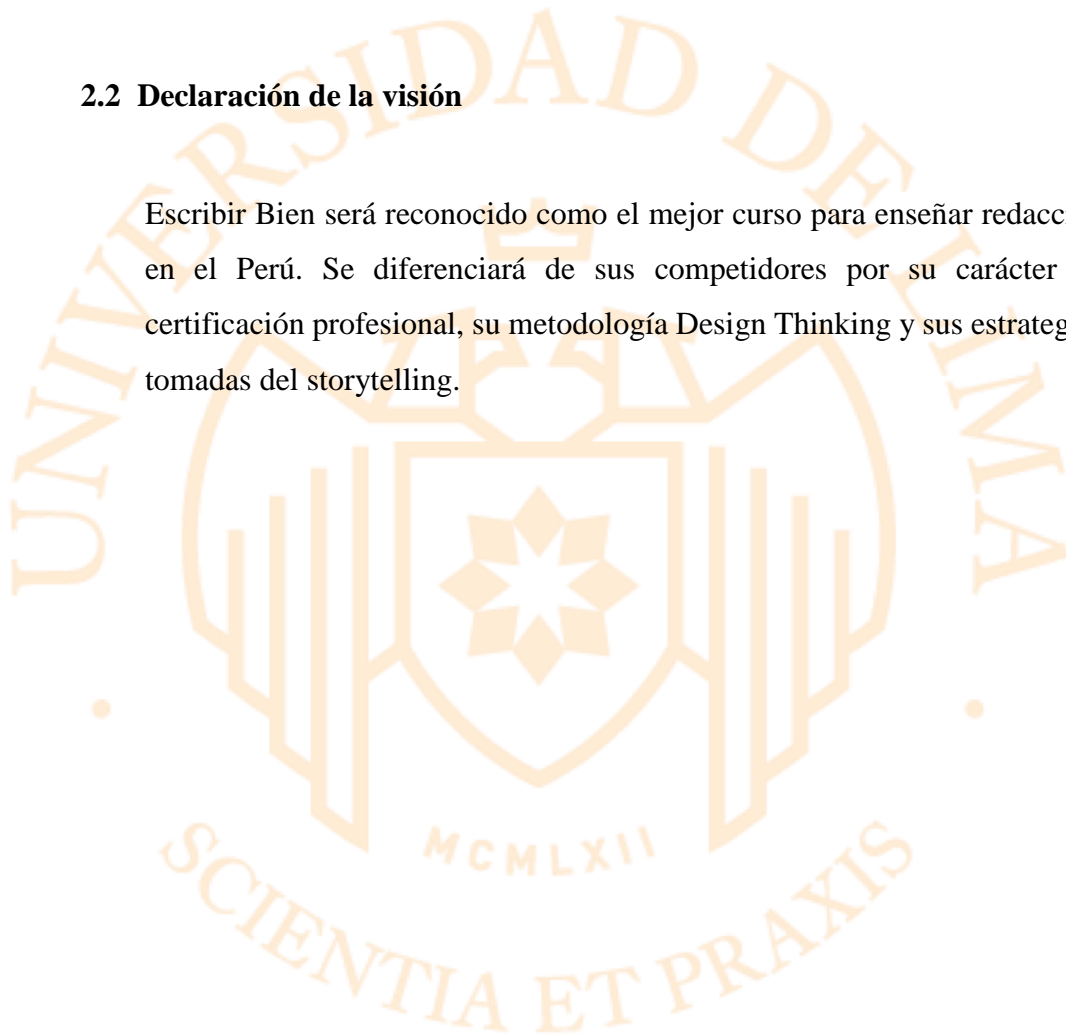 2.2 Declaración de la visión
Escribir Bien será reconocido como el mejor curso para enseñar redacci
en el Perú. Se diferenciará de sus competidores por su carácter
certificación profesional, su metodología Design Thinking y sus estrateg
tomadas del storytelling.
UNIVERSIDAD DE LIMA
MCMLXII
SCIENTIA ET PRAXIS